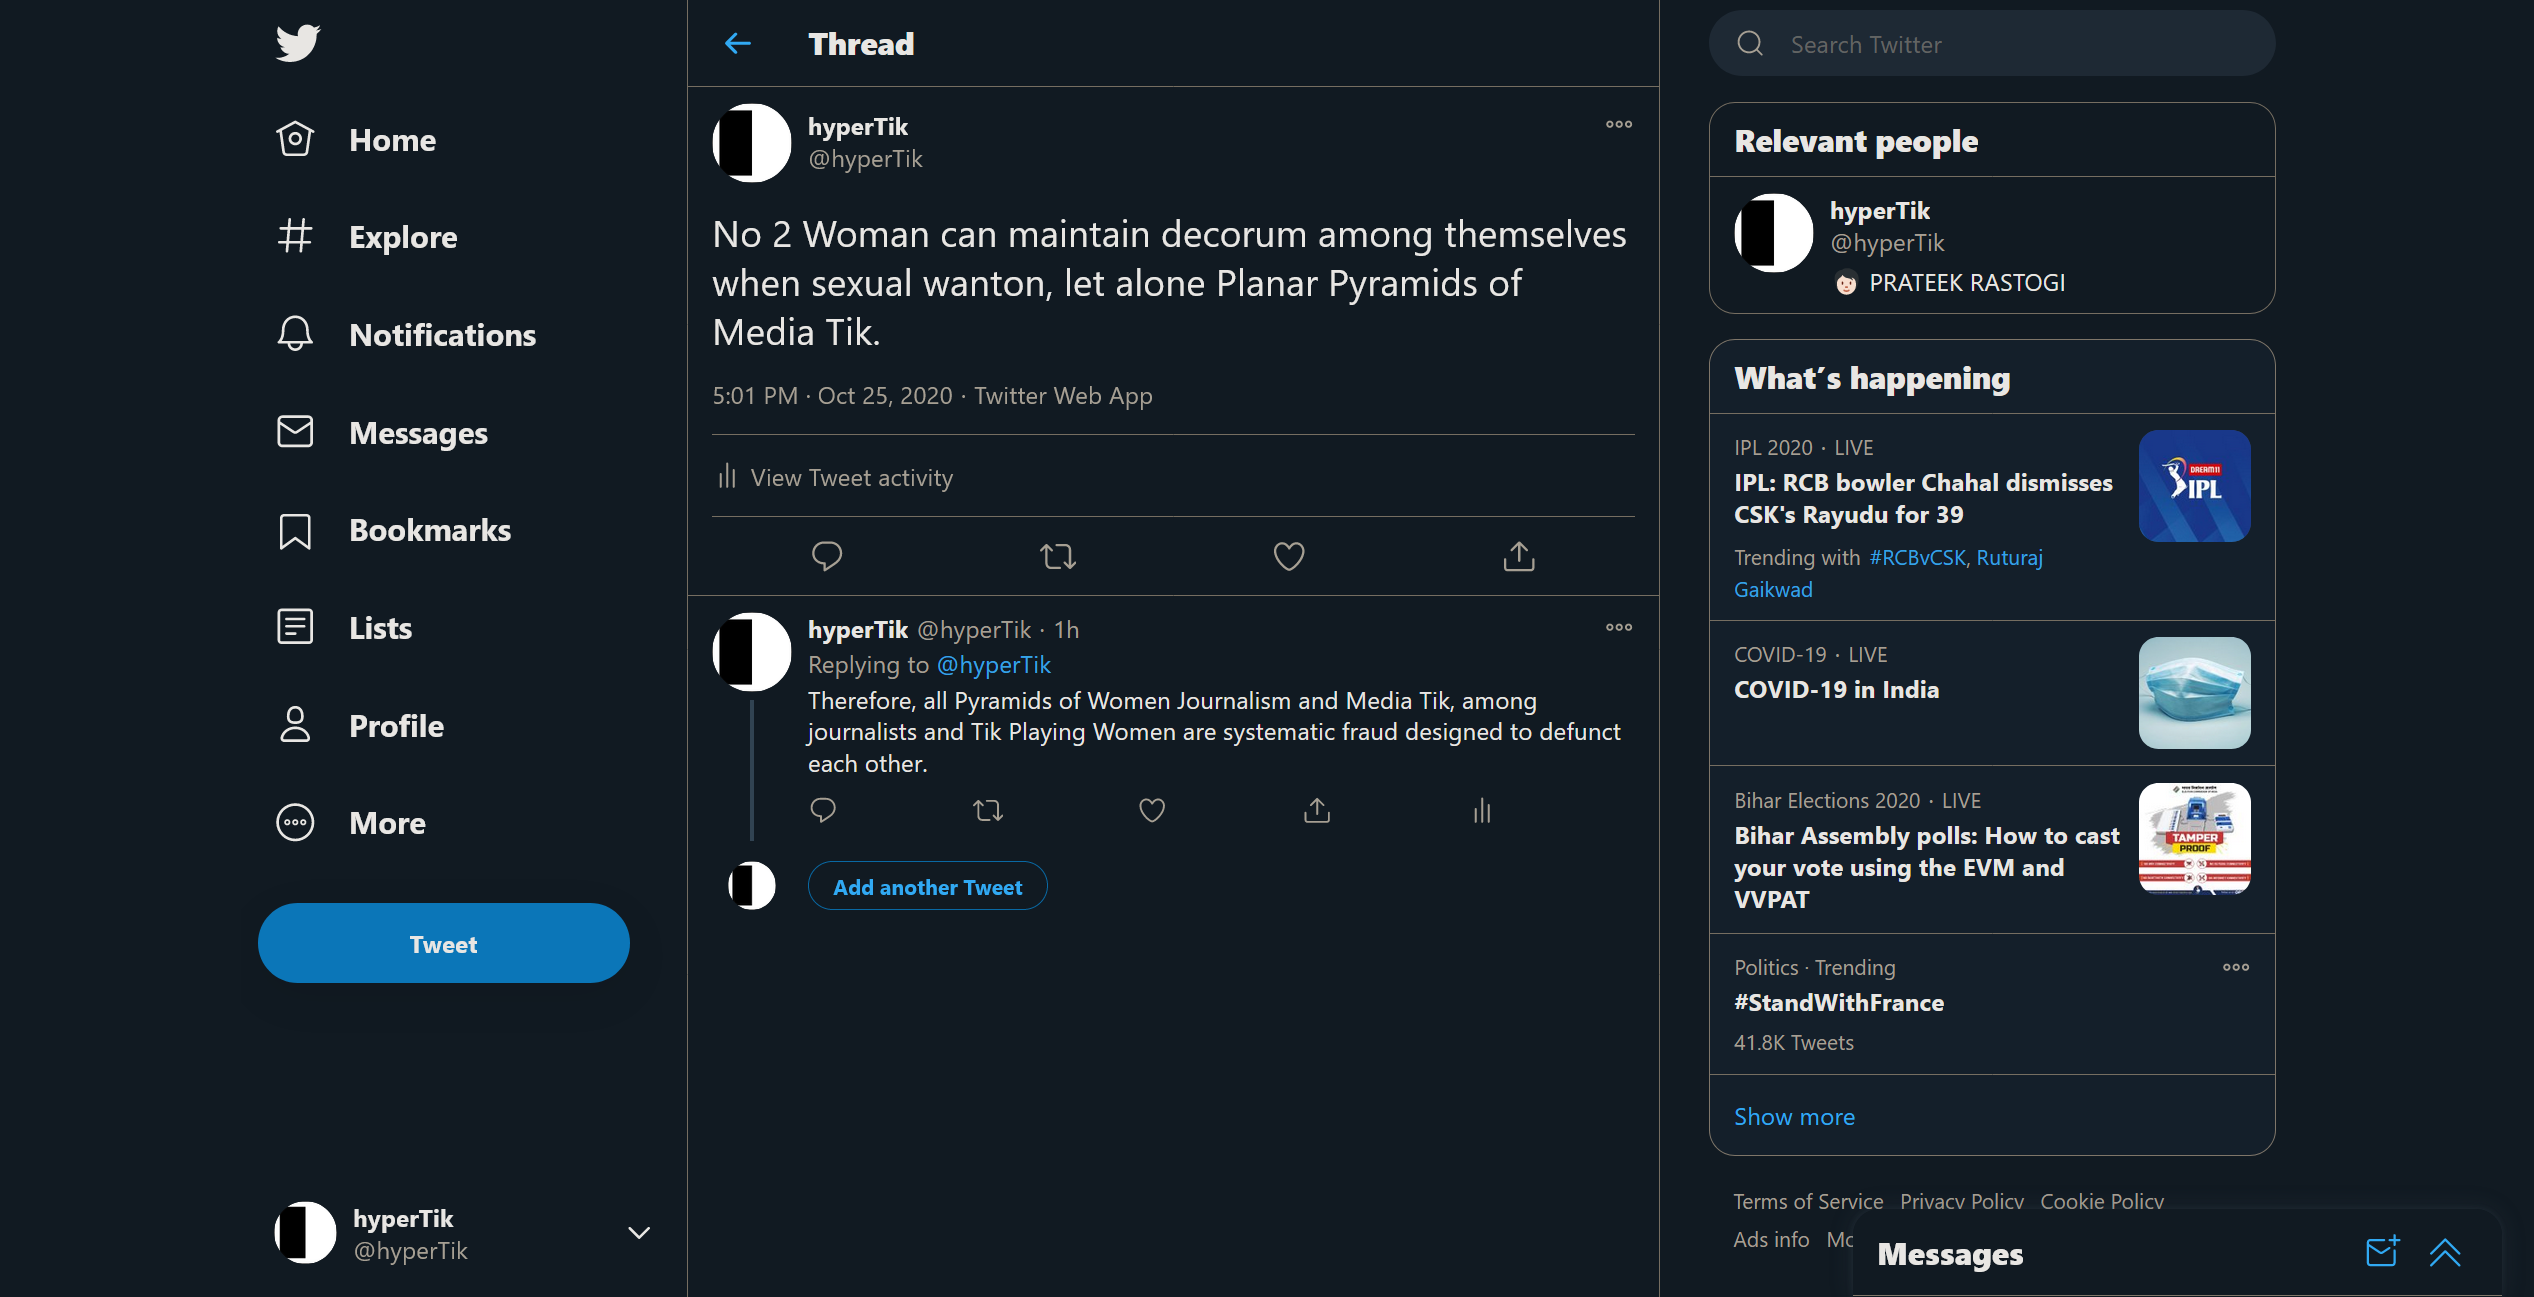 Home
Explore
Notifications
Messages
Bookmarks
Lists
Profile
More
Tweet
hyperTik
@hyperTik
Thread
hyperTik
@hyperTik
No 2 Woman can maintain decorum among themselves
when sexual wanton, let alone Planar Pyramids of
Media Tik.
5:01 PM · Oct 25, 2020 · Twitter Web App
View Tweet activity
hyperTik @hyperTik · 1h
Replying to @hyperTik
Therefore, all Pyramids of Women Journalism and Media Tik, among
journalists and Tik Playing Women are systematic fraud designed to defunct
each other.
Add another Tweet
Search Twitter
Relevant people
hyperTik
@hyperTik
PRATEEK RASTOGI
What's happening
IPL 2020 · LIVE
IPL: RCB bowler Chahal dismisses
CSK's Rayudu for 39
Trending with #RCBvCSK, Ruturaj
Gaikwad
DREAM11
IPL
COVID-19 · LIVE
COVID-19 in India
Bihar Elections 2020 · LIVE
Bihar Assembly polls: How to cast
your vote using the EVM and
VVPAT
TAMPER
PROOF
Politics · Trending
#StandWithFrance
41.8K Tweets
Show more
Terms of Service Privacy Policy Cookie Policy
Ads info
Messages